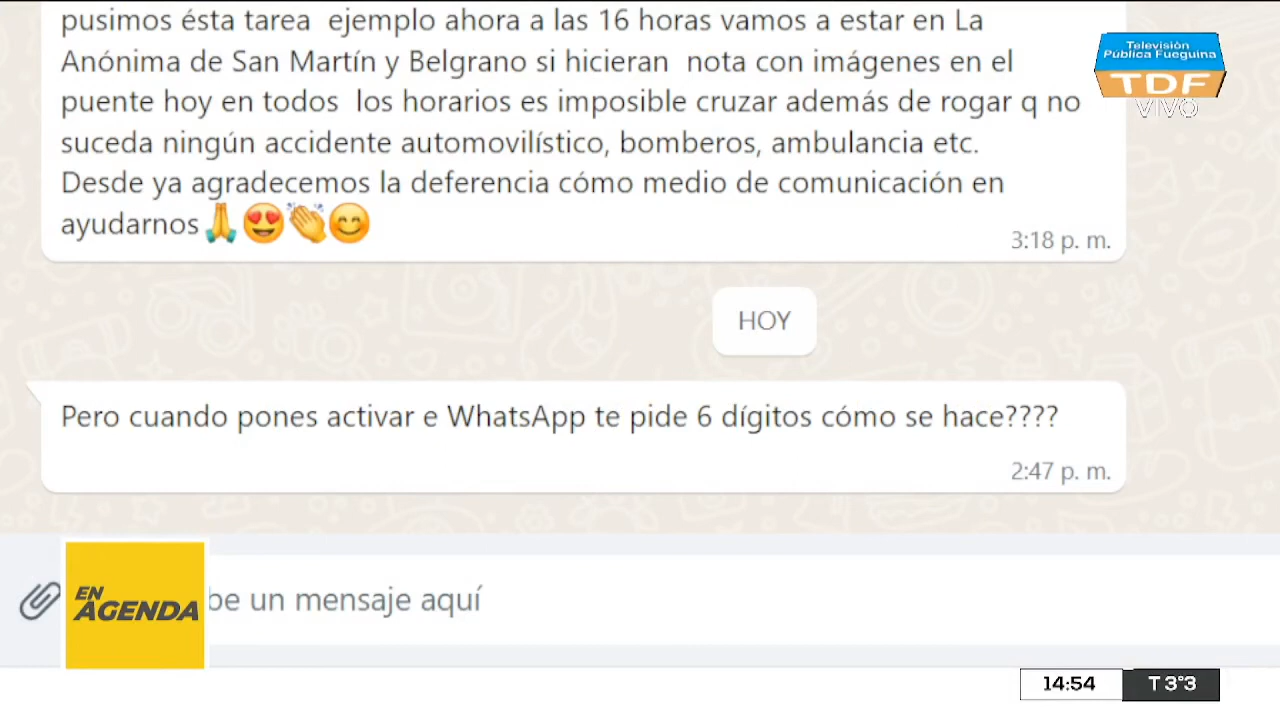 pusimos ésta tarea ejemplo ahora a las 16 horas vamos a estar en La
Anónima de San Martín y Belgrano si hicieran nota con imágenes en el
puente hoy en todos los horarios es imposible cruzar además de rogar q no
suceda ningún accidente automovilístico, bomberos, ambulancia etc.
Desde ya agradecemos la deferencia cómo medio de comunicación en
ayudarnos🙏😍👏😊
3:18 p. m.
Televisión
Pública Fueguina
TDF
VIVO
HOY
Pero cuando pones activar e WhatsApp te pide 6 dígitos cómo se hace????
2:47 p. m.
EN
AGENDA
be un mensaje aquí
14:54 T 3°3